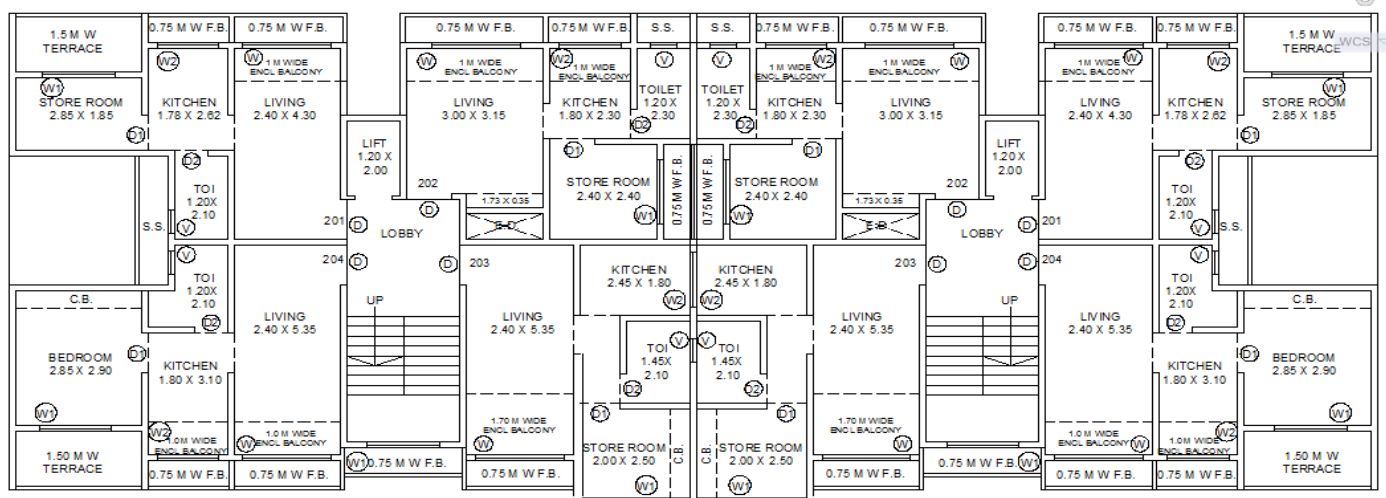 0.75 M W F.B.
0.75 M W F.B.
0.75 M W F.B.
0.75 M W F.B.
S.S.
S.S.
0.75 M W F.B.
0.75 M W F.B.
0.75 M W F.B.
0.75 M W F.B.
1.5 M W
TERRACE
1.5 M W
TERRACE
WCS
W2
W
W
W2
V
V
W2
W
W
W2
1 M WIDE
ENCL BALCONY
1 M WIDE
ENCL BALCONY
1 M WIDE
ENCL BALCONY
1 M WIDE
ENCL BALCONY
1 M WIDE
ENCL BALCONY
1 M WIDE
ENCL BALCONY
W1
W1
STORE ROOM
2.85 X 1.85
KITCHEN
1.78 X 2.62
LIVING
2.40 X 4.30
LIVING
3.00 X 3.15
KITCHEN
1.80 X 2.30
TOILET
1.20 X
2.30
TOILET
1.20 X
2.30
KITCHEN
1.80 X 2.30
LIVING
3.00 X 3.15
LIVING
2.40 X 4.30
KITCHEN
1.78 X 2.62
STORE ROOM
2.85 X 1.85
D1
D2
D2
D1
D2
D1
D1
D2
LIFT
1.20 X
2.00
LIFT
1.20 X
2.00
202
STORE ROOM
2.40 X 2.40
0.75 M W F.B.
0.75 M W F.B.
STORE ROOM
2.40 X 2.40
202
TOI
1.20X
2.10
TOI
1.20X
2.10
1.73 X 0.35
1.73 X 0.35
S.S.
V
201
D
D
W1
W1
D
D
201
V
S.S.
LOBBY
E.D.
E.D.
LOBBY
V
204
D
D
203
203
D
D
204
V
TOI
1.20X
2.10
KITCHEN
2.45 X 1.80
KITCHEN
2.45 X 1.80
TOI
1.20X
2.10
C.B.
UP
W2
W2
UP
C.B.
D2
LIVING
2.40 X 5.35
LIVING
2.40 X 5.35
LIVING
2.40 X 5.35
LIVING
2.40 X 5.35
D2
BEDROOM
2.85 X 2.90
D1
KITCHEN
1.80 X 3.10
V
V
TOI
1.45X
2.10
TOI
1.45X
2.10
KITCHEN
1.80 X 3.10
D1
BEDROOM
2.85 X 2.90
D2
D2
W1
D1
D1
W1
W2
1.0M WIDE
ENCL BALCONY
1.0 M WIDE
ENCL BALCONY
W
1.70 M WIDE
ENCL BALCONY
W
1.70 M WIDE
ENCL BALCONY
W
1.0 M WIDE
ENCL BALCONY
W
1.0M WIDE
ENCL BALCONY
W2
STORE ROOM
2.00 X 2.50
C.B.
C.B.
STORE ROOM
2.00 X 2.50
1.50 M W
TERRACE
1.50 M W
TERRACE
W1
0.75 M W F.B.
0.75 M W F.B.
W1
0.75 M W F.B.
0.75 M W F.B.
0.75 M W F.B.
0.75 M W F.B.
0.75 M W F.B.
0.75 M W F.B.
W1
W1